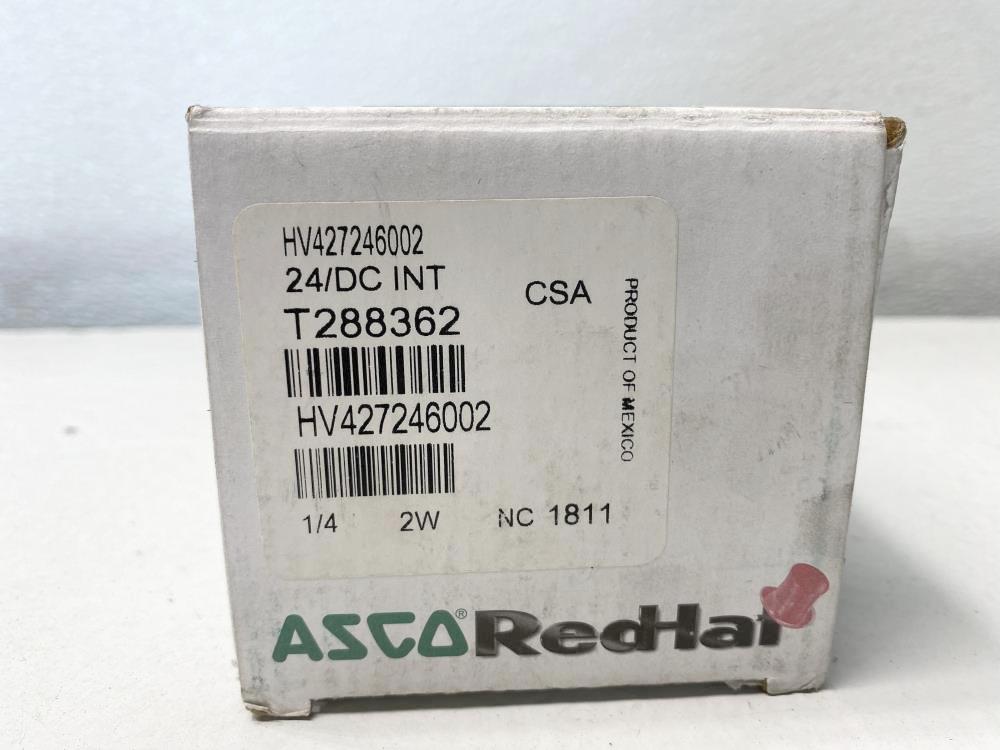 HV427246002
24/DC INT
CSA
T288362
HV427246002
1/4 2W NC 1811
PRODUCT OF MEXICO
ASCO® RedHat